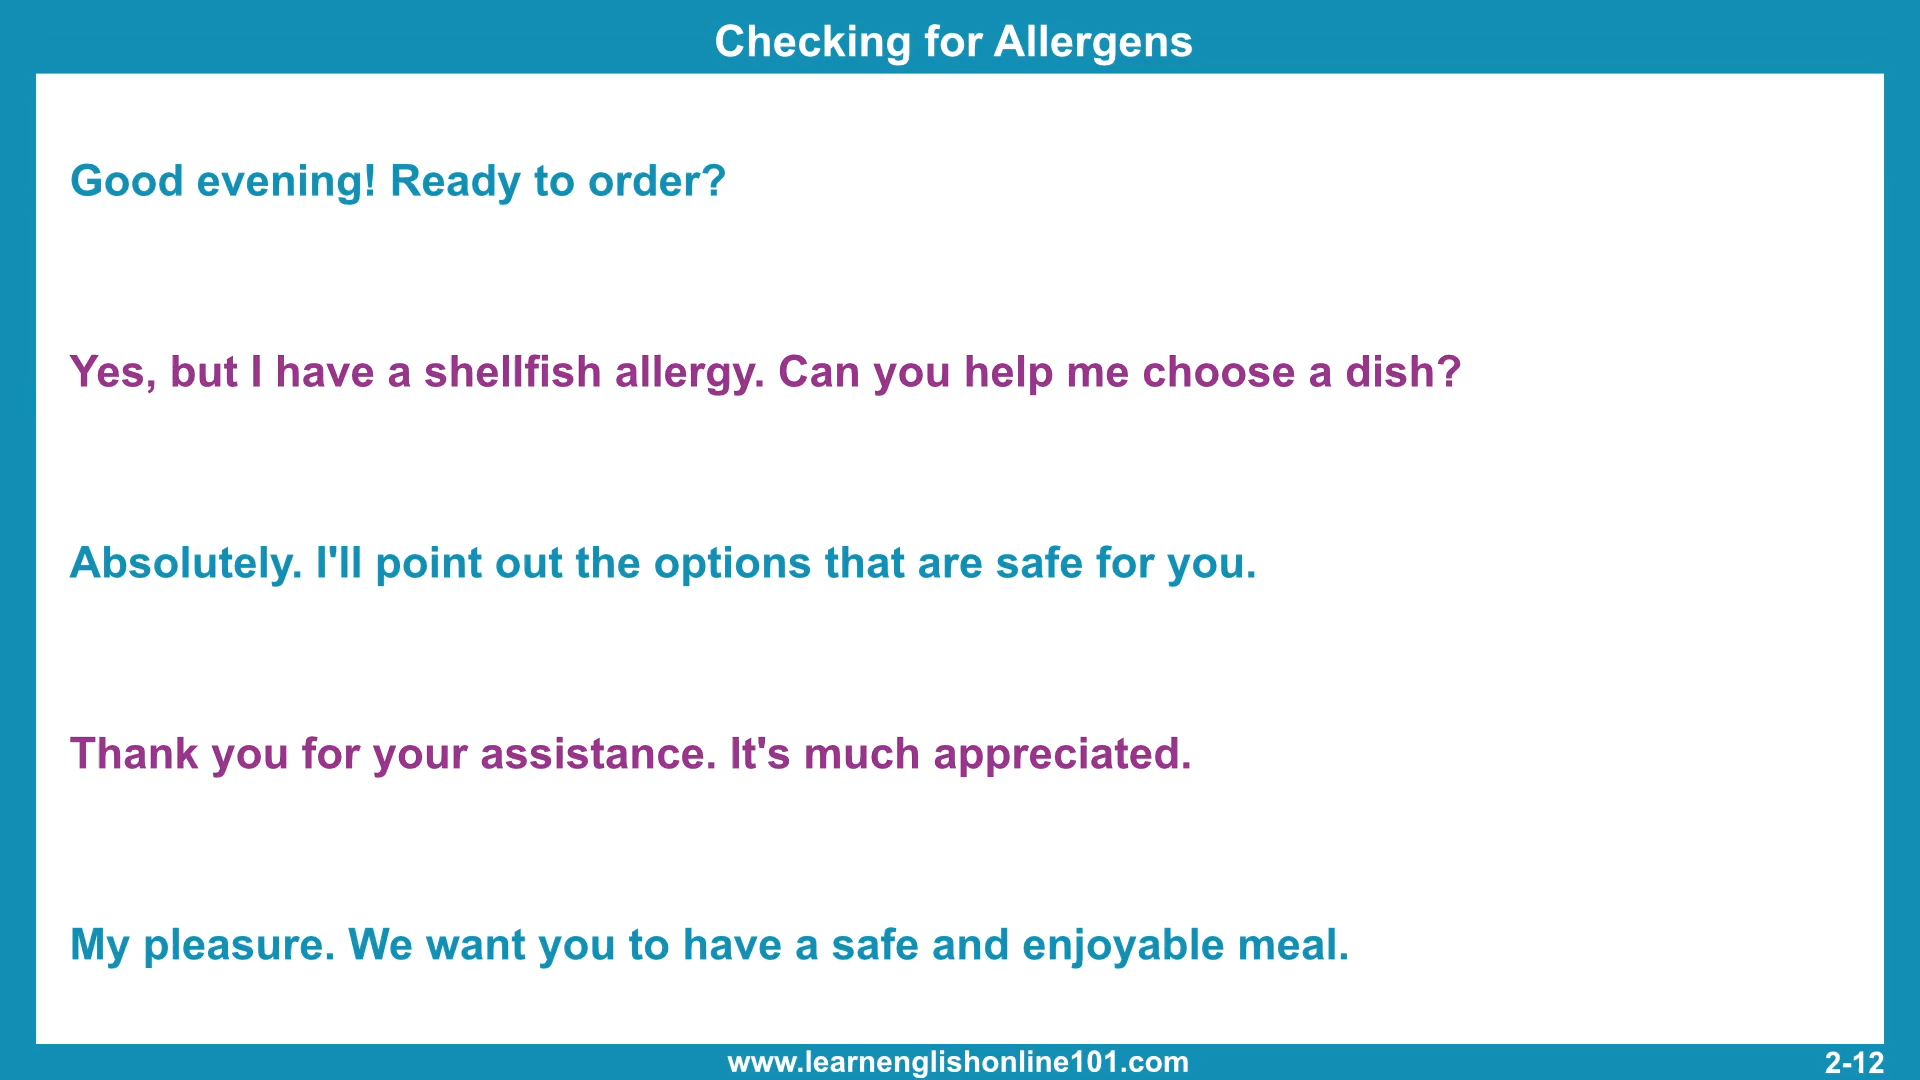 Checking for Allergens
Good evening! Ready to order?
Yes, but I have a shellfish allergy. Can you help me choose a dish?
Absolutely. I'll point out the options that are safe for you.
Thank you for your assistance. It's much appreciated.
My pleasure. We want you to have a safe and enjoyable meal.
www.learnenglishonline101.com
2-12